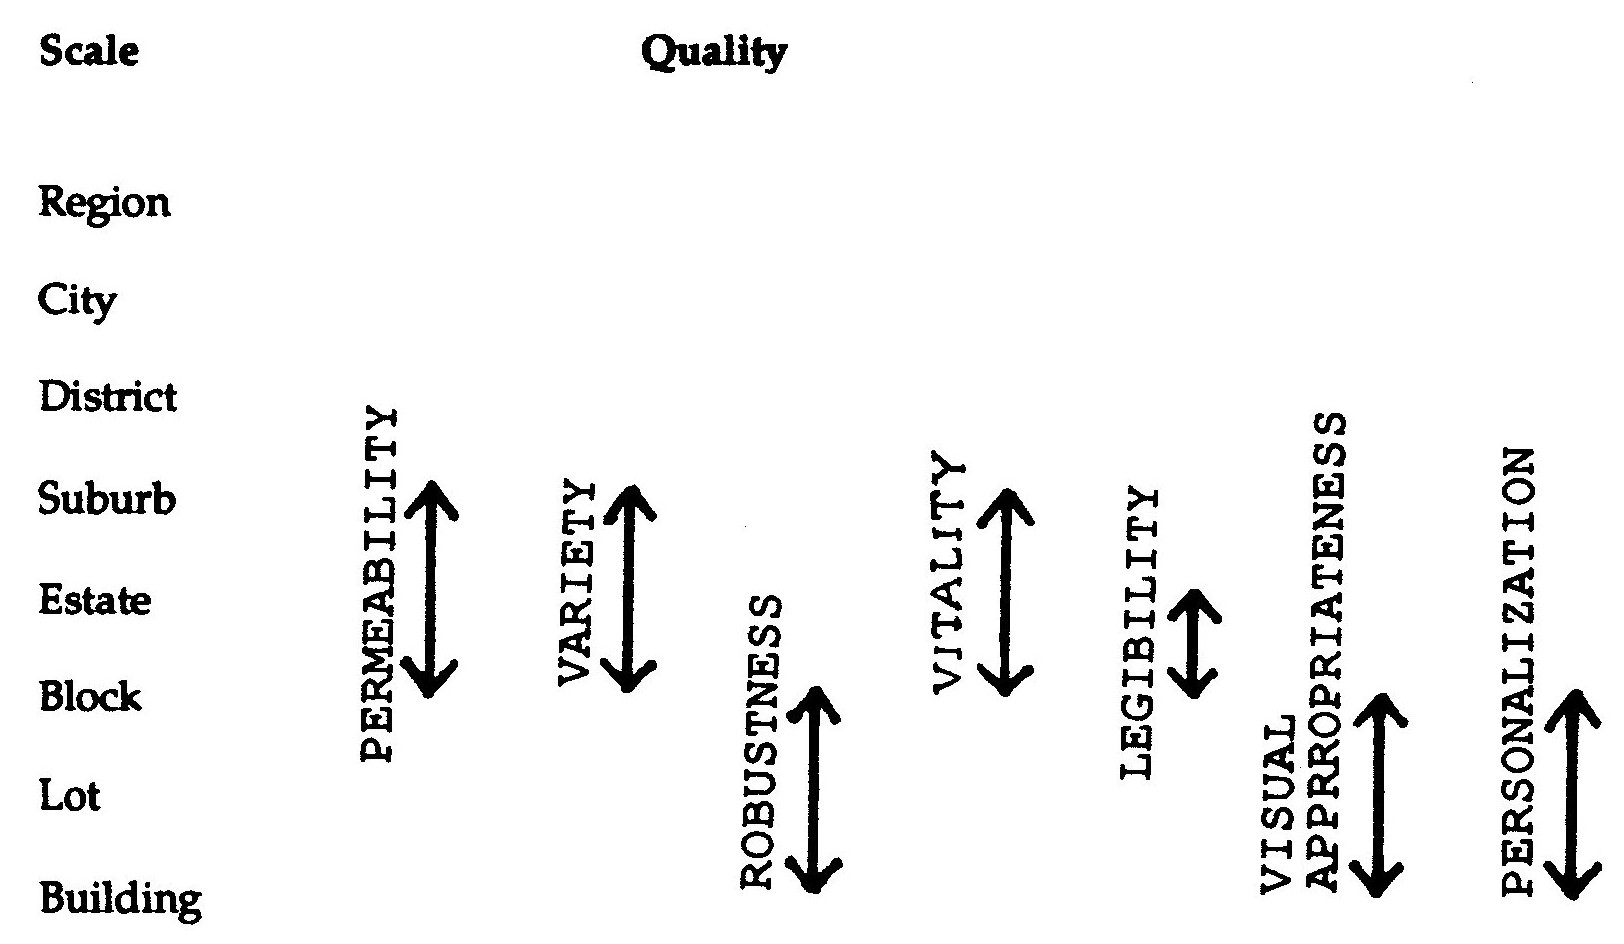 Scale
Quality
Region
City
District
Suburb
Estate
Block
Lot
Building
PERMEABILITY
VARIETY
ROBUSTNESS
VITALITY
LEGIBILITY
VISUAL
APPRROPRIATENESS
PERSONALIZATION